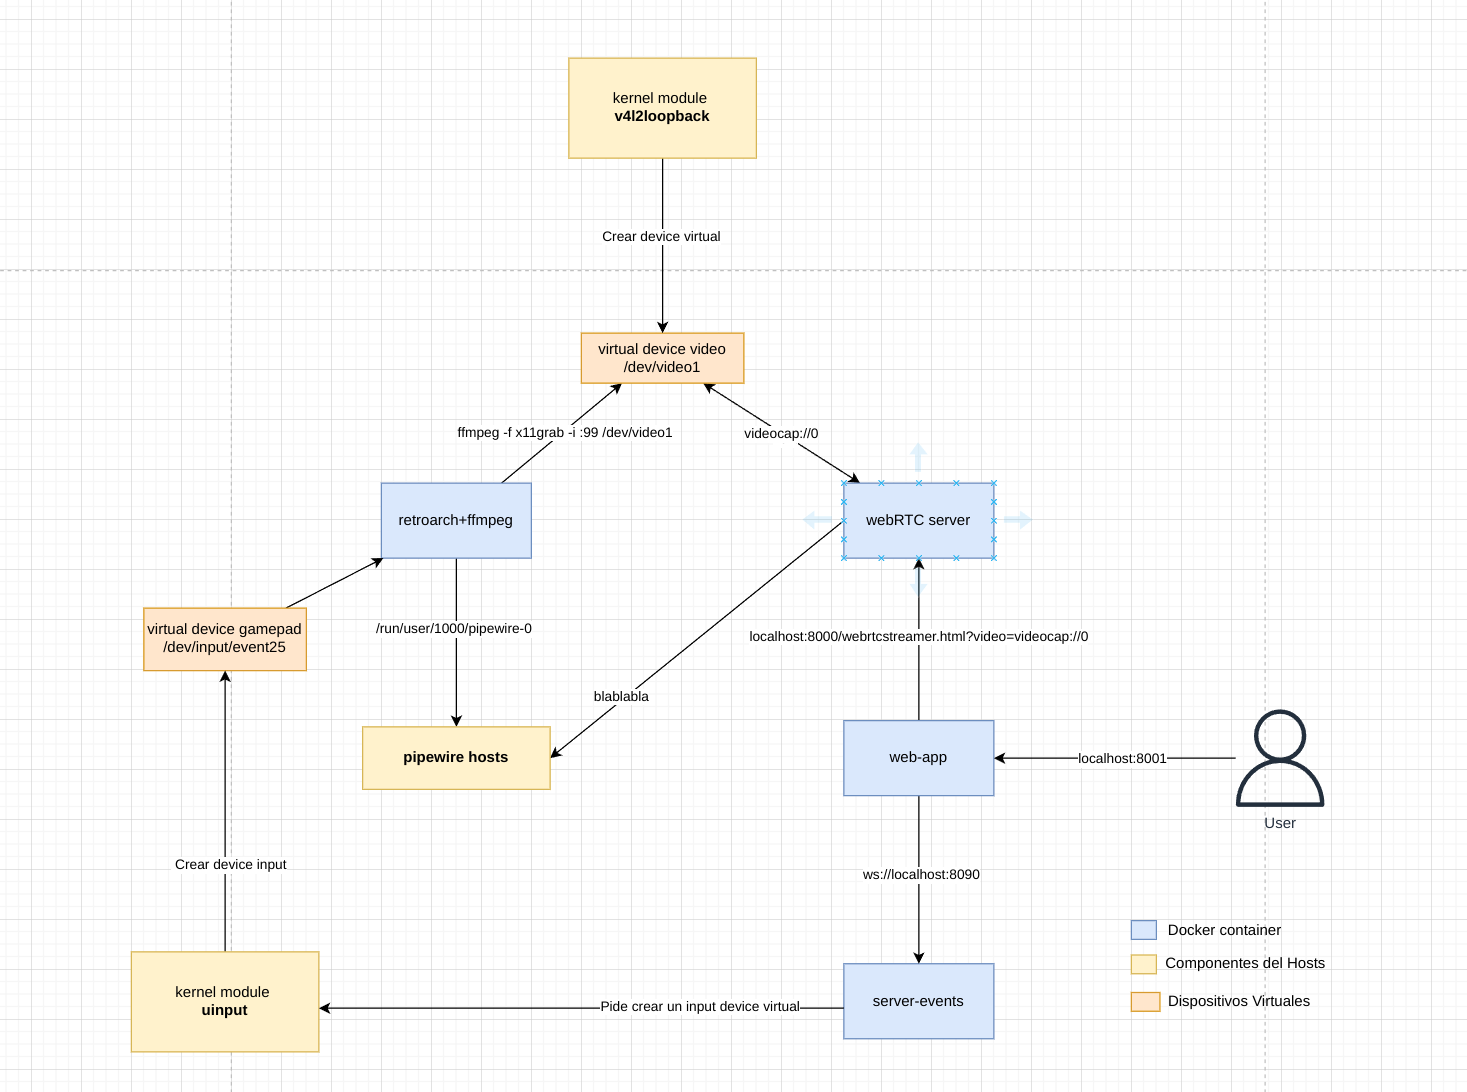 kernel module
v4l2loopback
Crear device virtual
virtual device video
/dev/video1
ffmpeg -f x11grab -i :99 /dev/video1
videocap://0
retroarch+ffmpeg
webRTC server
virtual device gamepad
/dev/input/event25
/run/user/1000/pipewire-0
localhost:8000/webrtcstreamer.html?video=videocap://0
blablabla
pipewire hosts
web-app
localhost:8001
User
Crear device input
ws://localhost:8090
kernel module
uinput
Pide crear un input device virtual
server-events
Docker container
Componentes del Hosts
Dispositivos Virtuales